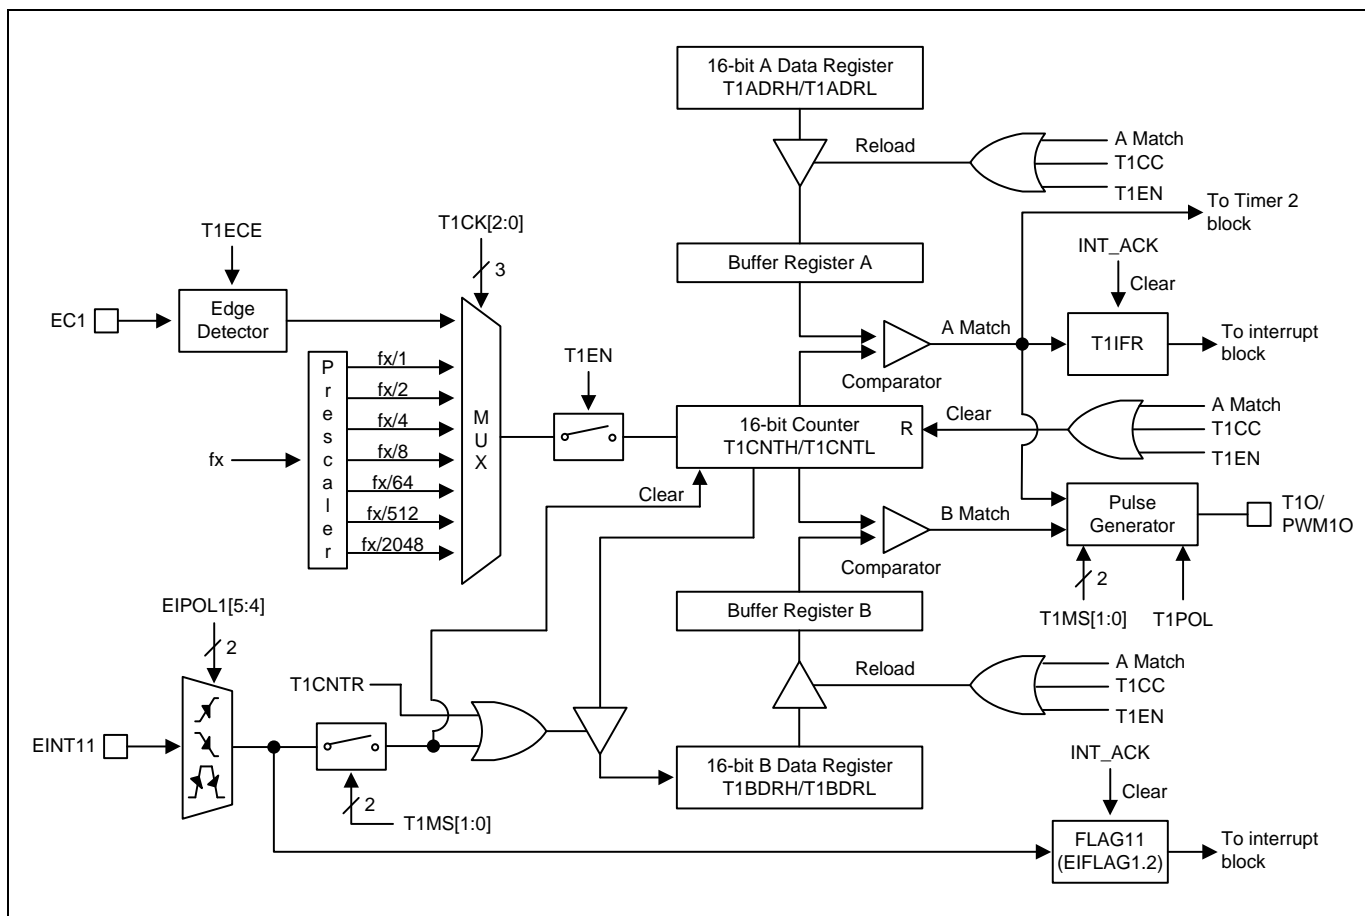 16-bit A Data Register
T1ADRH/T1ADRL
Reload
A Match
T1CC
T1EN
To Timer 2
block
T1CK[2:0]
T1ECE
3
Buffer Register A
INT_ACK
Clear
EC1
Edge
Detector
A Match
T1IFR
To interrupt
block
Comparator
Prescaler
fx/1
fx/2
fx/4
fx/8
fx/64
fx/512
fx/2048
fx
MUX
T1EN
16-bit Counter
T1CNTH/T1CNTL
R
Clear
A Match
T1CC
T1EN
Clear
B Match
Comparator
Pulse
Generator
T1O/
PWM1O
2
T1MS[1:0]
T1POL
EIPOL1[5:4]
2
Buffer Register B
Reload
A Match
T1CC
T1EN
T1CNTR
EINT11
16-bit B Data Register
T1BDRH/T1BDRL
2
T1MS[1:0]
INT_ACK
Clear
FLAG11
(EIFLAG1.2)
To interrupt
block